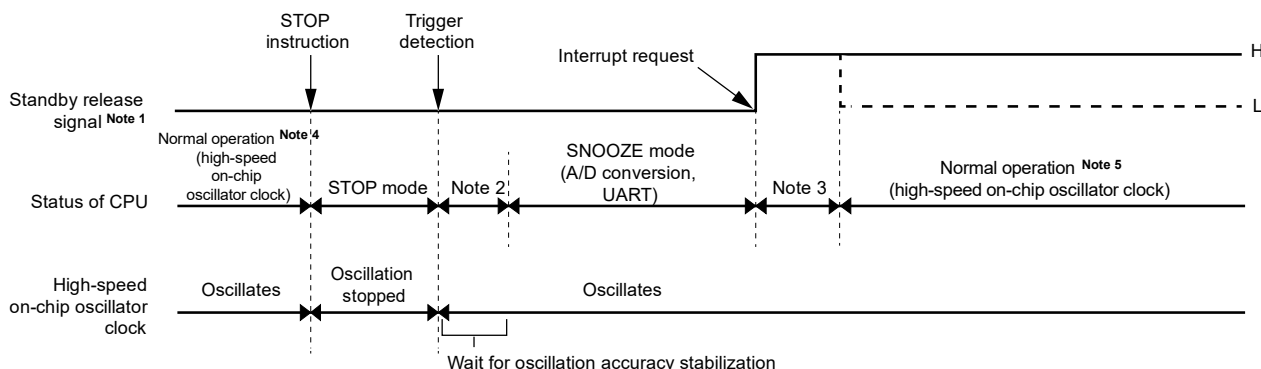 STOP
instruction
Trigger
detection
Interrupt request
H
L
Standby release
signal Note 1
Normal operation Note 4
(high-speed
on-chip
oscillator clock)
STOP mode
Note 2
SNOOZE mode
(A/D conversion,
UART)
Note 3
Normal operation Note 5
(high-speed on-chip oscillator clock)
Status of CPU
High-speed
on-chip oscillator
clock
Oscillates
Oscillation
stopped
Oscillates
Wait for oscillation accuracy stabilization